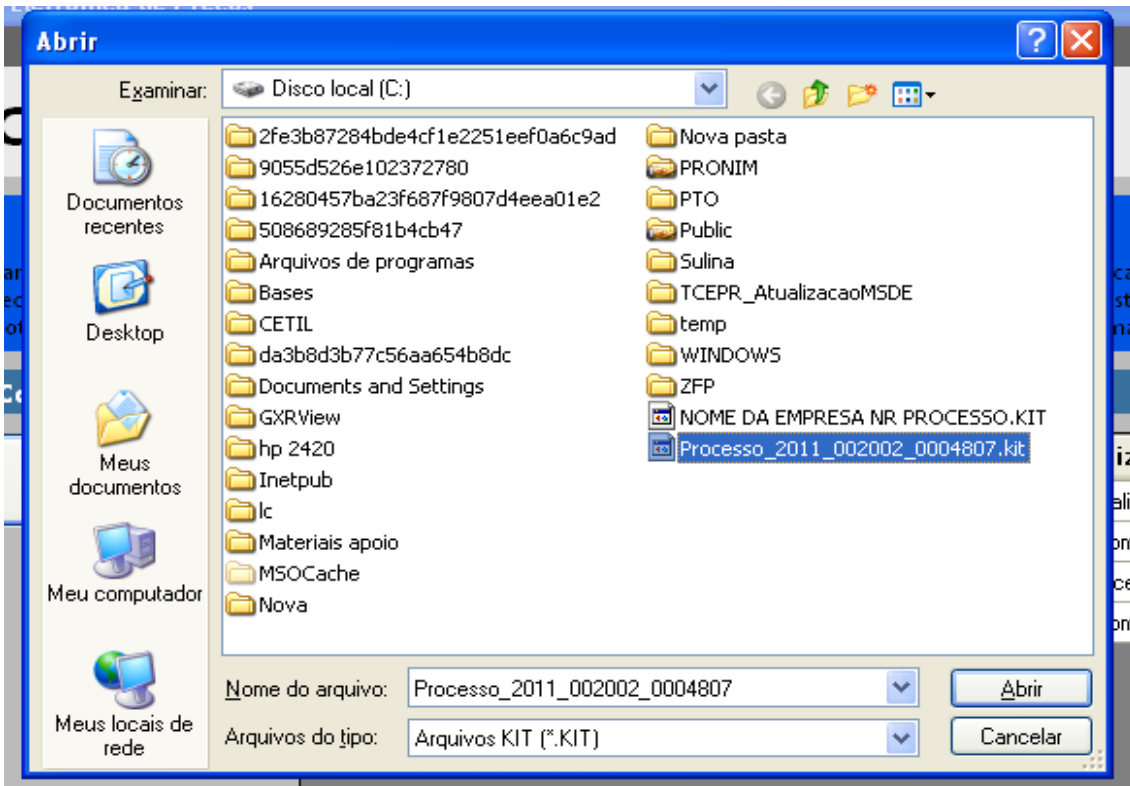 Abrir
Examinar:
Disco local (C:)
Documentos
recentes
Desktop
Meus
documentos
Meu computador
Meus locais de
rede
2fe3b87284bde4cf1e2251eef0a6c9ad
9055d526e102372780
16280457ba23f687f9807d4eea01e2
508689285f81b4cb47
Arquivos de programas
Bases
CETIL
da3b8d3b77c56aa654b8dc
Documents and Settings
GXRView
hp 2420
Inetpub
lc
Materiais apoio
MSOCache
Nova
Nova pasta
PRONIM
PTO
Public
Sulina
TCEPR_AtualizacaoMSDE
temp
WINDOWS
ZFP
NOME DA EMPRESA NR PROCESSO.KIT
Processo_2011_002002_0004807.kit
Nome do arquivo:
Processo_2011_002002_0004807
Abrir
Arquivos do tipo:
Arquivos KIT (*.KIT)
Cancelar